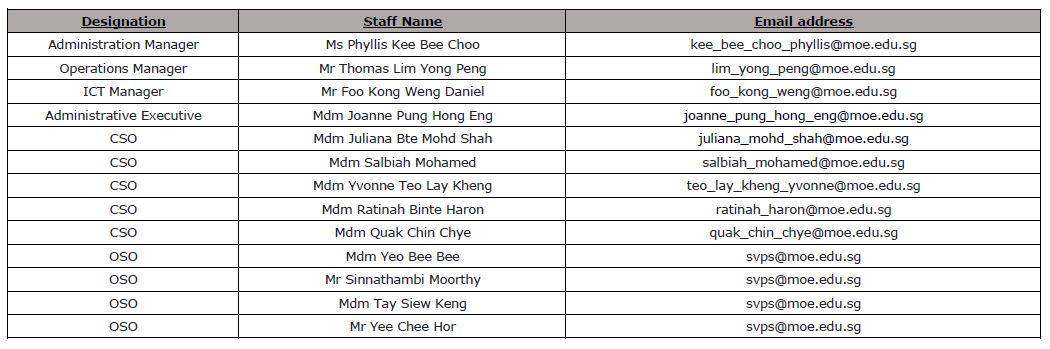 Designation Staff Name Email address
Administration Manager Ms Phyllis Kee Bee Choo kee_bee_choo_phyllis@moe.edu.sg
Operations Manager Mr Thomas Lim Yong Peng lim_yong_peng@moe.edu.sg
ICT Manager Mr Foo Kong Weng Daniel foo_kong_weng@moe.edu.sg
Administrative Executive Mdm Joanne Pung Hong Eng joanne_pung_hong_eng@moe.edu.sg
CSO Mdm Juliana Bte Mohd Shah juliana_mohd_shah@moe.edu.sg
CSO Mdm Salbiah Mohamed salbiah_mohamed@moe.edu.sg
CSO Mdm Yvonne Teo Lay Kheng teo_lay_kheng_yvonne@moe.edu.sg
CSO Mdm Ratinah Binte Haron ratinah_haron@moe.edu.sg
CSO Mdm Quak Chin Chye quak_chin_chye@moe.edu.sg
OSO Mdm Yeo Bee Bee svps@moe.edu.sg
OSO Mr Sinnathambi Moorthy svps@moe.edu.sg
OSO Mdm Tay Siew Keng svps@moe.edu.sg
OSO Mr Yee Chee Hor svps@moe.edu.sg